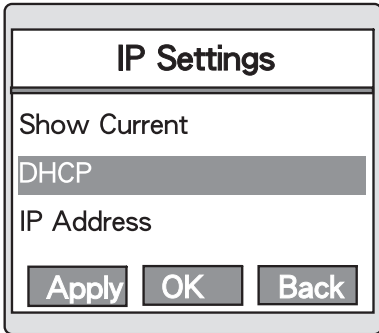 IP Settings
Show Current
DHCP
IP Address
Apply OK Back